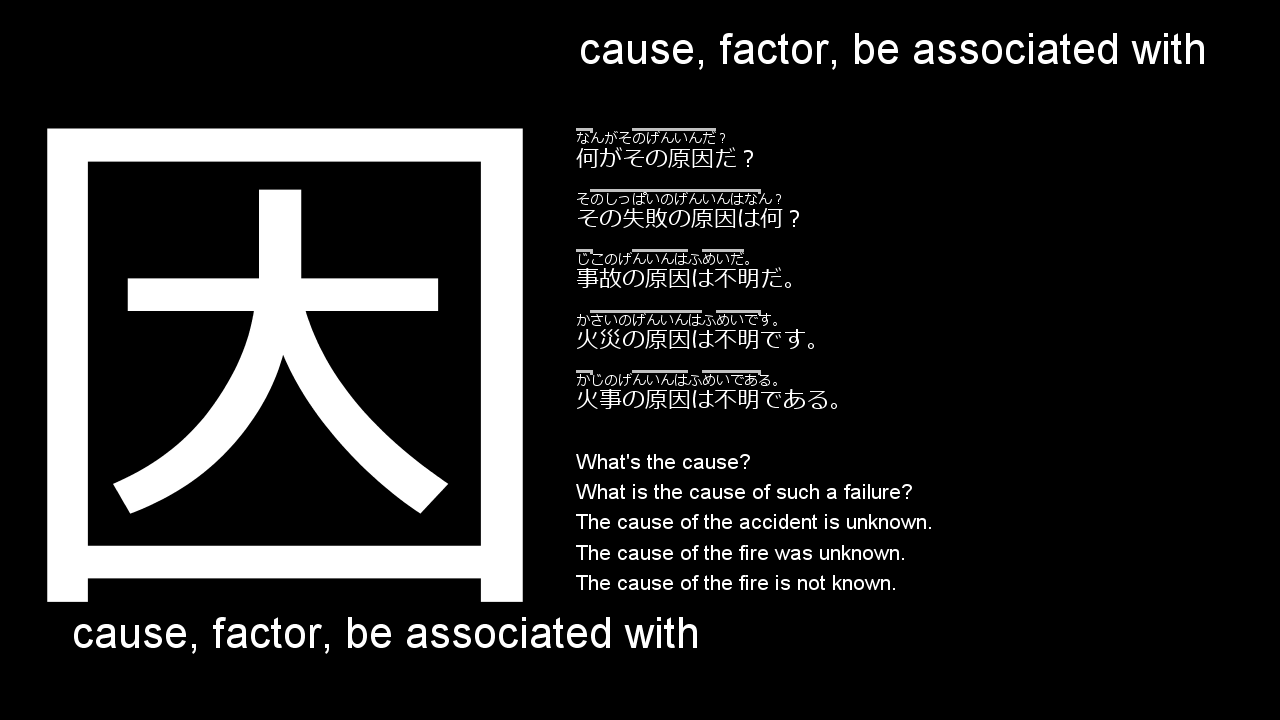 cause, factor, be associated with
因
なんがそのげんいんだ？
何がその原因だ？
そのしっぱいのげんいんはなん？
その失敗の原因は何？
じこのげんいんはふめいだ。
事故の原因は不明だ。
かさいのげんいんはふめいです。
火災の原因は不明です。
かじのげんいんはふめいである。
火事の原因は不明である。
What's the cause?
What is the cause of such a failure?
The cause of the accident is unknown.
The cause of the fire was unknown.
The cause of the fire is not known.
cause, factor, be associated with